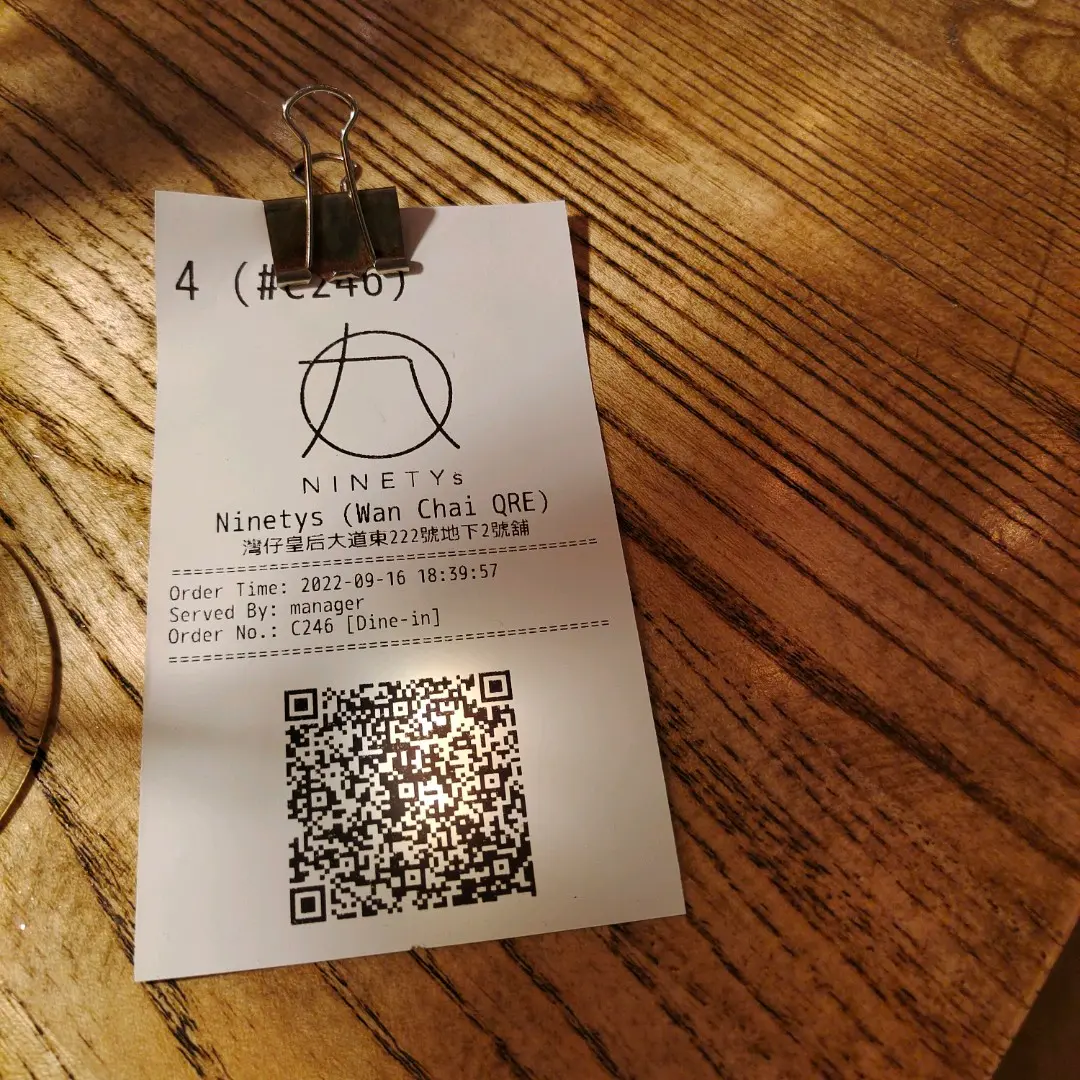 4 (#C246)
NINETYs
Ninetys (Wan Chai QRE)
灣仔皇后大道東222號地下2號舖
========================================
Order Time: 2022-09-16 18:39:57
Served By: manager
Order No.: C246 [Dine-in]
========================================